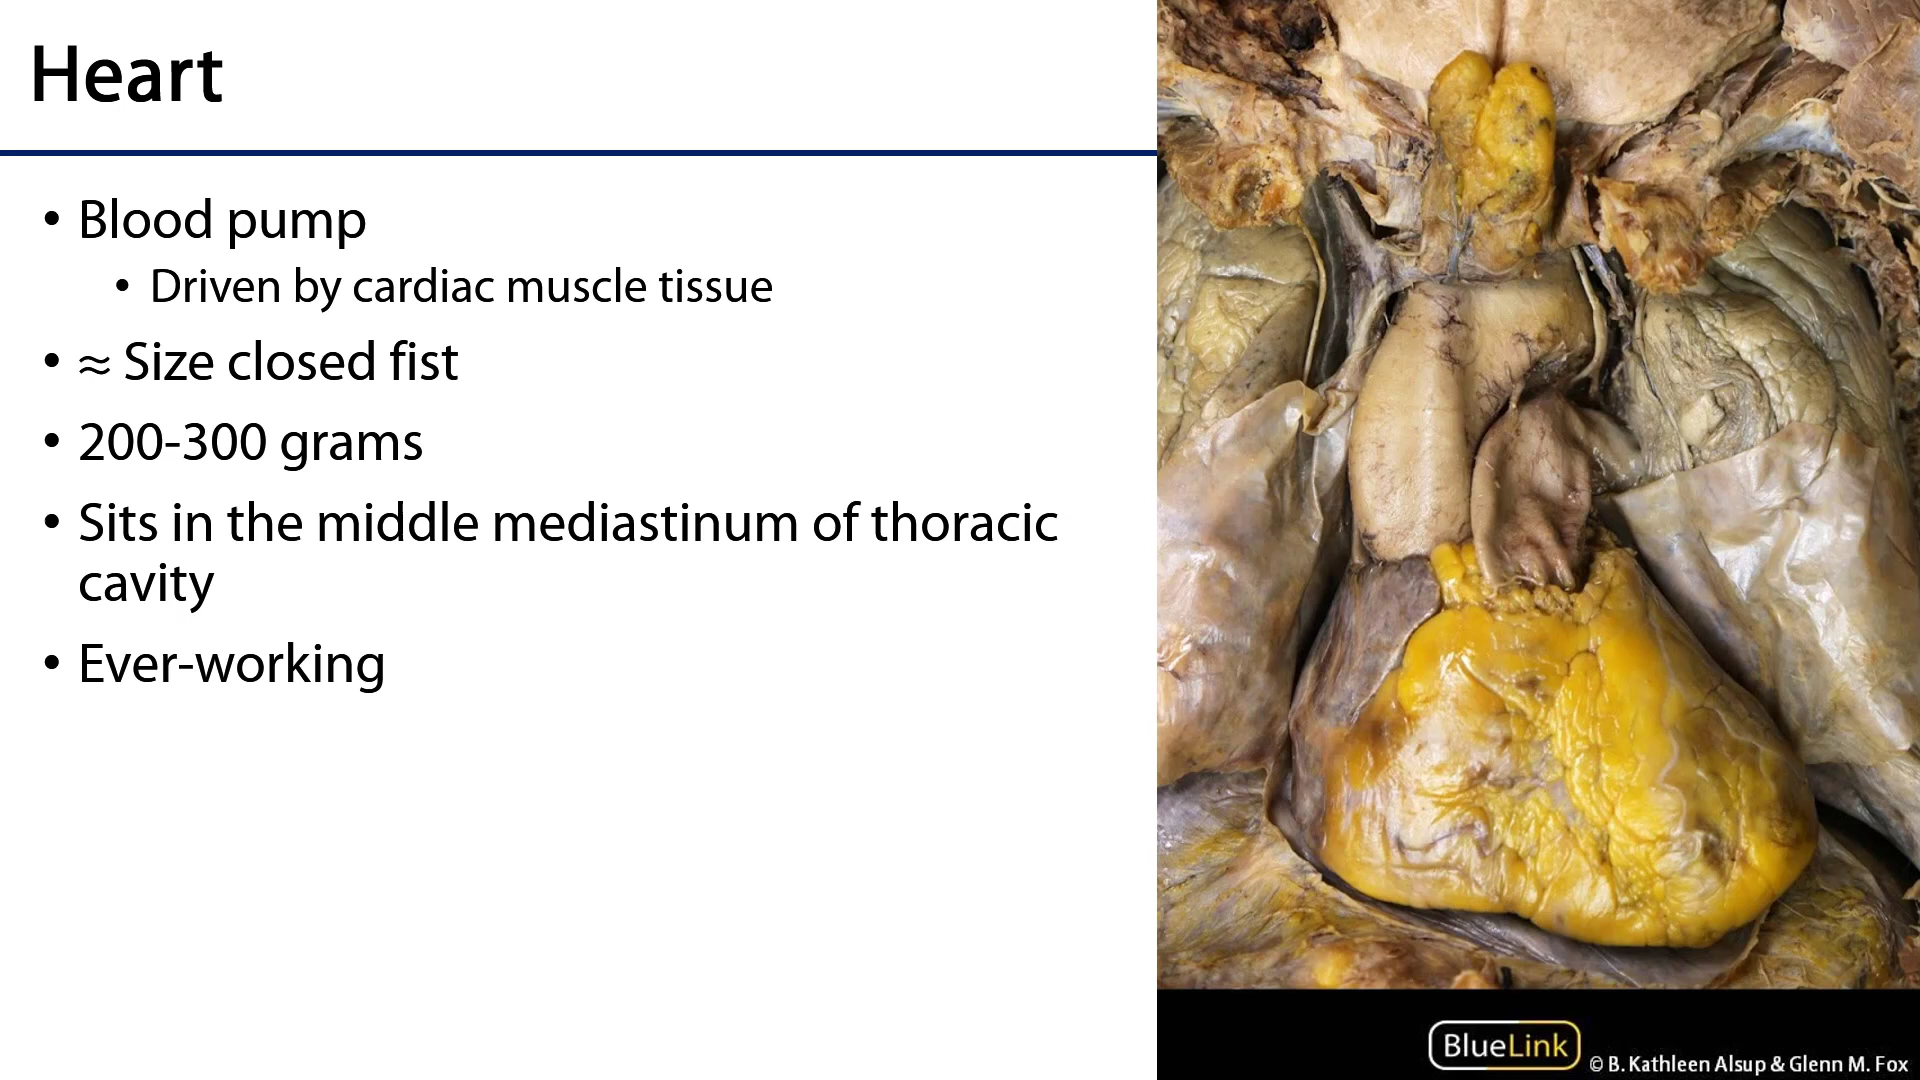 Heart
• Blood pump
• Driven by cardiac muscle tissue
• ≈ Size closed fist
• 200-300 grams
• Sits in the middle mediastinum of thoracic
cavity
• Ever-working
BlueLink
© B. Kathleen Alsup & Glenn M. Fox